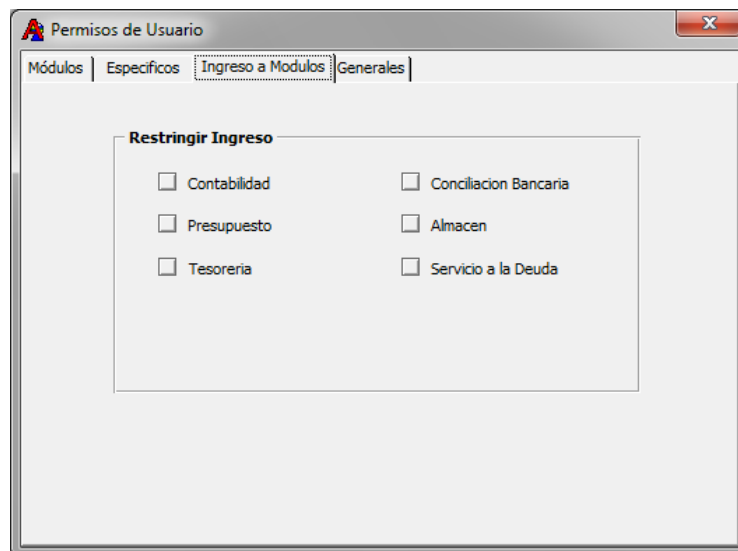 Permisos de Usuario
Módulos Especificos Ingreso a Modulos Generales
Restringir Ingreso
Contabilidad Conciliacion Bancaria
Presupuesto Almacen
Tesoreria Servicio a la Deuda